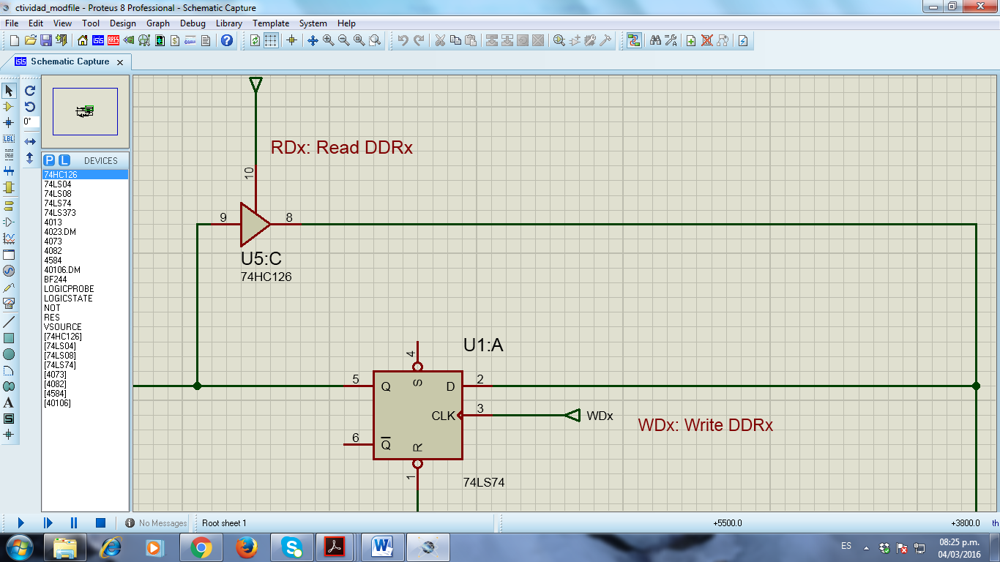 ctividad_modfile - Proteus 8 Professional - Schematic Capture
File Edit View Tool Design Graph Debug Library Template System Help
Schematic Capture
0°
P L DEVICES
74HC126
74LS04
74LS08
74LS74
74LS373
4013
4023.DM
4073
4082
4584
40106.DM
BF244
LOGICPROBE
LOGICSTATE
NOT
RES
VSOURCE
[74HC126]
[74LS04]
[74LS08]
[74LS74]
[4073]
[4082]
[4584]
[40106]
RDx: Read DDRx
10
9
8
U5:C
74HC126
U1:A
4
5
Q
S
D
2
CLK
3
WDx
WDx: Write DDRx
6
Q
R
1
74LS74
No Messages
Root sheet 1
+5500.0
+3800.0
th
ES
08:25 p.m.
04/03/2016